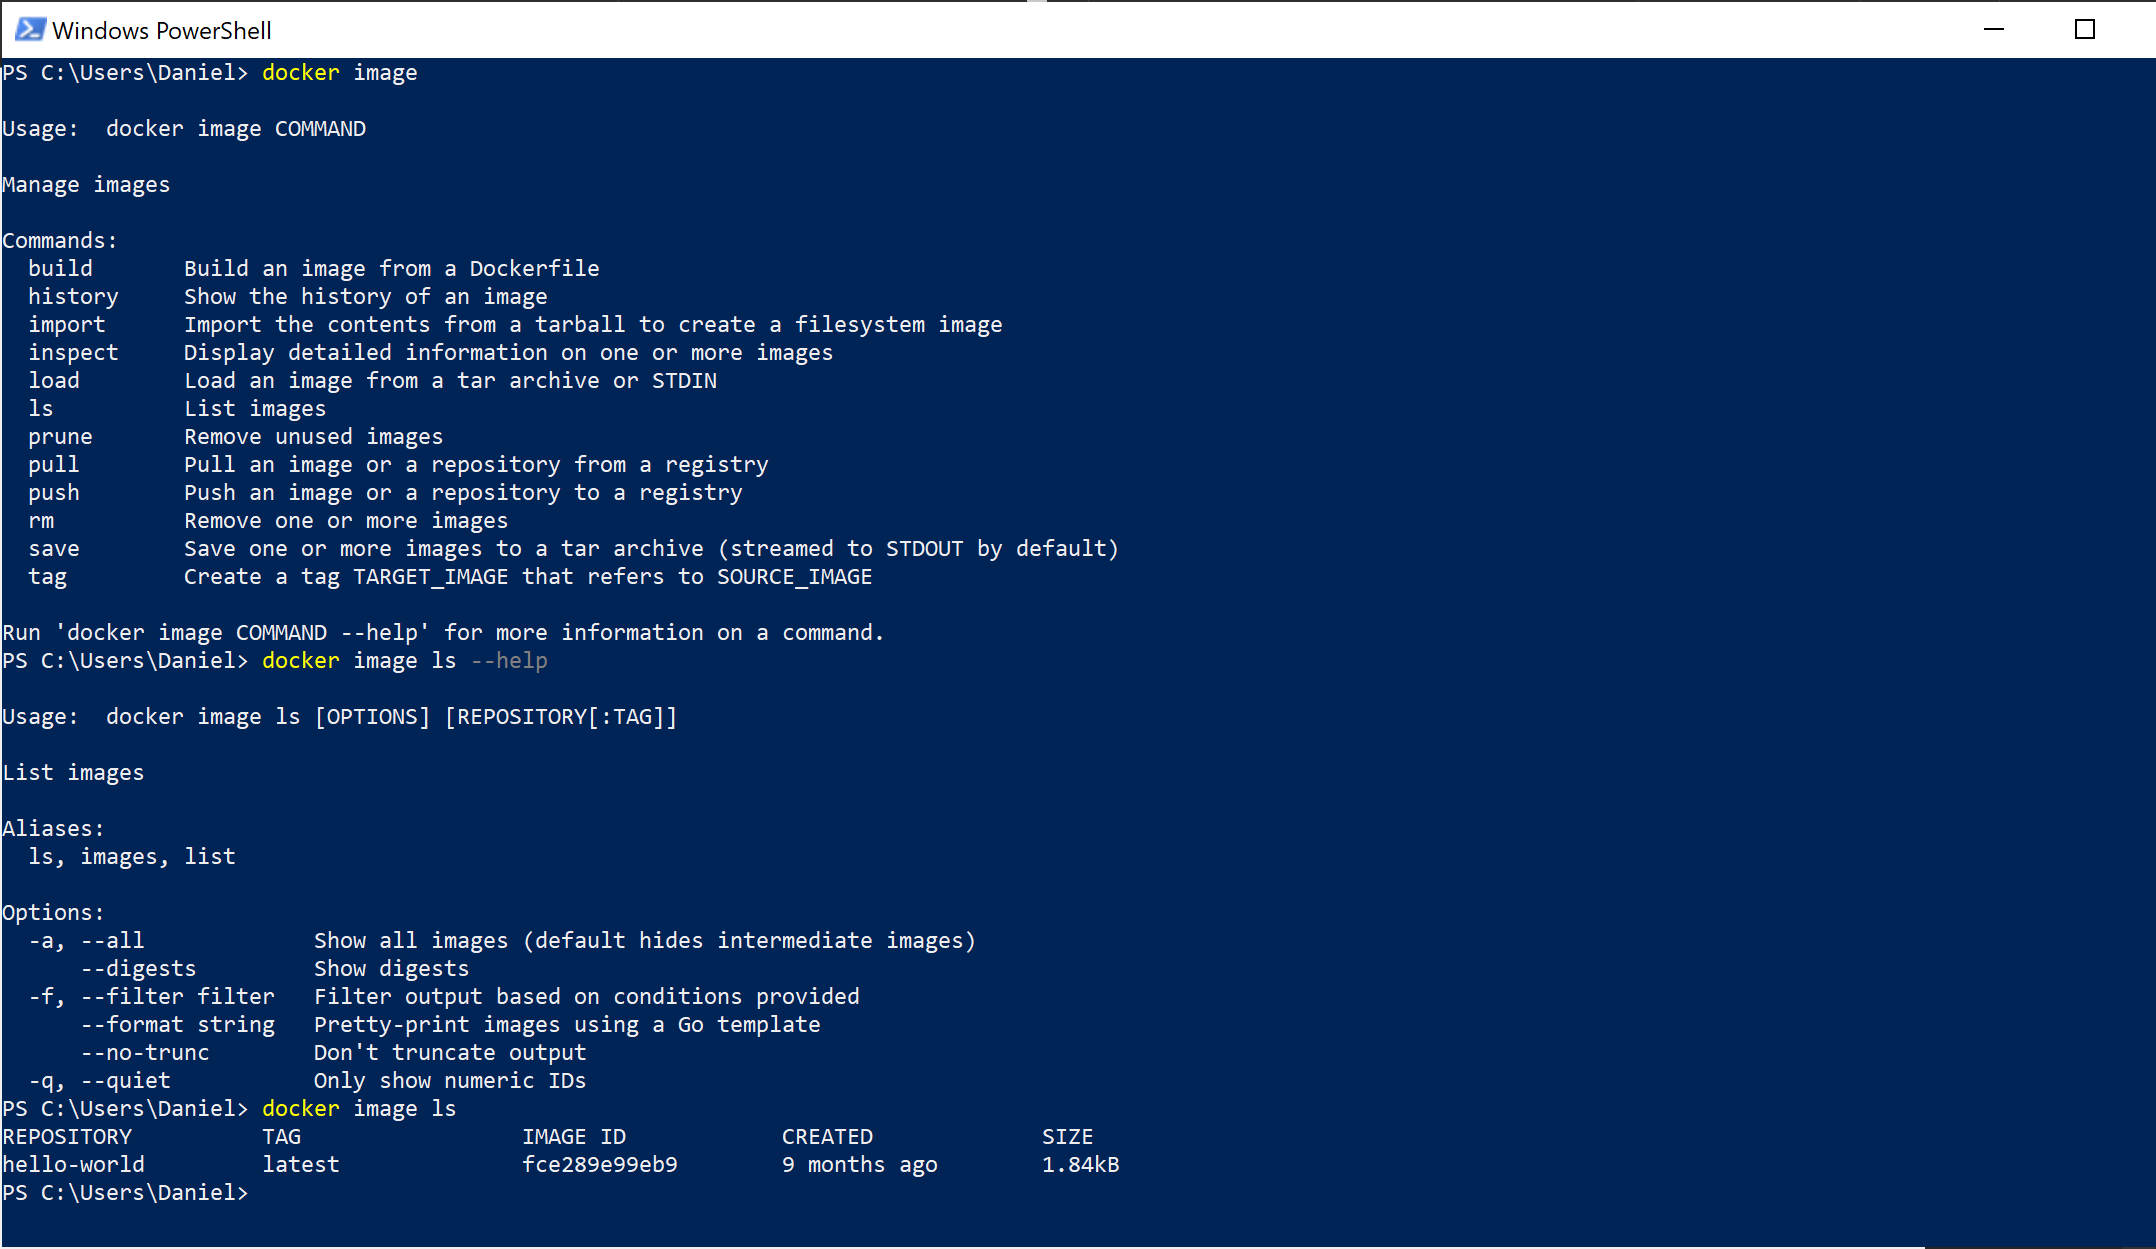 Windows PowerShell
PS C:\Users\Daniel> docker image
Usage:  docker image COMMAND
Manage images
Commands:
  build       Build an image from a Dockerfile
  history     Show the history of an image
  import      Import the contents from a tarball to create a filesystem image
  inspect     Display detailed information on one or more images
  load        Load an image from a tar archive or STDIN
  ls          List images
  prune       Remove unused images
  pull        Pull an image or a repository from a registry
  push        Push an image or a repository to a registry
  rm          Remove one or more images
  save        Save one or more images to a tar archive (streamed to STDOUT by default)
  tag         Create a tag TARGET_IMAGE that refers to SOURCE_IMAGE
Run 'docker image COMMAND --help' for more information on a command.
PS C:\Users\Daniel> docker image ls --help
Usage:  docker image ls [OPTIONS] [REPOSITORY[:TAG]]
List images
Aliases:
  ls, images, list
Options:
  -a, --all             Show all images (default hides intermediate images)
      --digests         Show digests
  -f, --filter filter   Filter output based on conditions provided
      --format string   Pretty-print images using a Go template
      --no-trunc        Don't truncate output
  -q, --quiet           Only show numeric IDs
PS C:\Users\Daniel> docker image ls
REPOSITORY          TAG                 IMAGE ID            CREATED             SIZE
hello-world         latest              fce289e99eb9        9 months ago        1.84kB
PS C:\Users\Daniel>